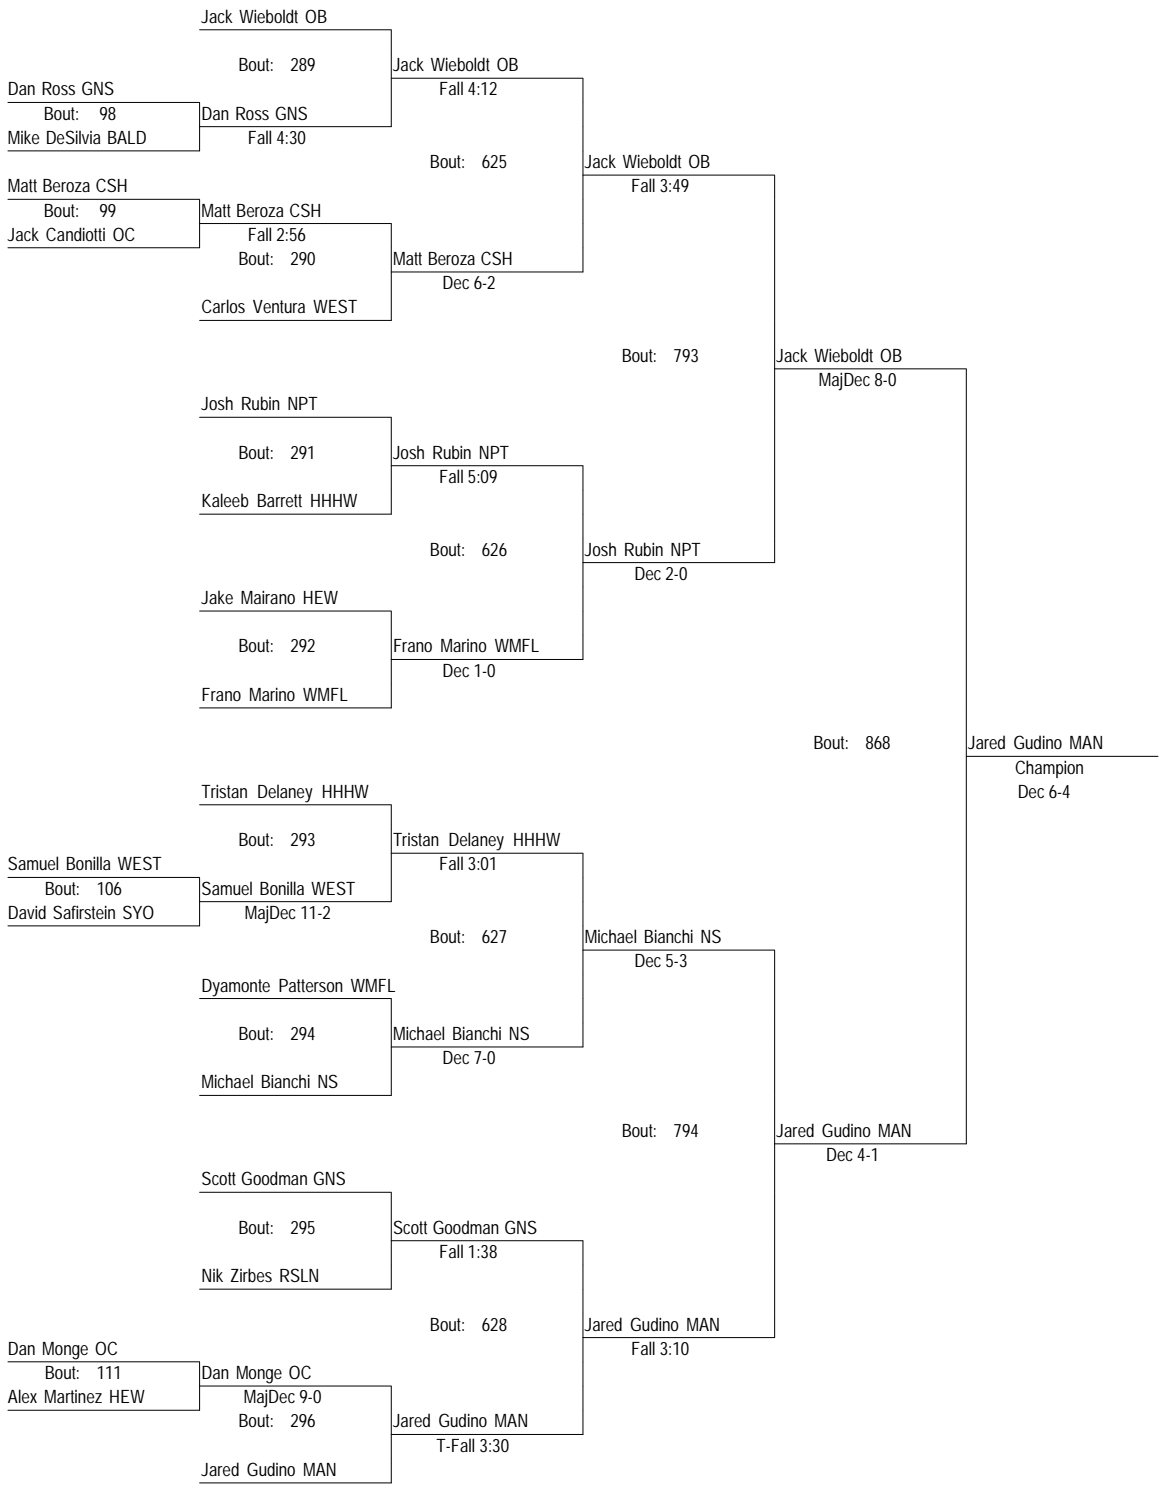 Jack Wieboldt OB
Bout: 289
Jack Wieboldt OB
Fall 4:12
Dan Ross GNS
Bout: 98
Mike DeSilvia BALD
Dan Ross GNS
Fall 4:30
Bout: 625
Jack Wieboldt OB
Fall 3:49
Matt Beroza CSH
Bout: 99
Jack Candiotti OC
Matt Beroza CSH
Fall 2:56
Bout: 290
Matt Beroza CSH
Dec 6-2
Carlos Ventura WEST
Bout: 793
Jack Wieboldt OB
MajDec 8-0
Josh Rubin NPT
Bout: 291
Josh Rubin NPT
Fall 5:09
Kaleeb Barrett HHHW
Bout: 626
Josh Rubin NPT
Dec 2-0
Jake Mairano HEW
Bout: 292
Frano Marino WMFL
Dec 1-0
Frano Marino WMFL
Bout: 868
Jared Gudino MAN
Champion
Dec 6-4
Tristan Delaney HHHW
Bout: 293
Tristan Delaney HHHW
Fall 3:01
Samuel Bonilla WEST
Bout: 106
David Safirstein SYO
Samuel Bonilla WEST
MajDec 11-2
Bout: 627
Michael Bianchi NS
Dec 5-3
Dyamonte Patterson WMFL
Bout: 294
Michael Bianchi NS
Dec 7-0
Michael Bianchi NS
Bout: 794
Jared Gudino MAN
Dec 4-1
Scott Goodman GNS
Bout: 295
Scott Goodman GNS
Fall 1:38
Nik Zirbes RSLN
Bout: 628
Jared Gudino MAN
Fall 3:10
Dan Monge OC
Bout: 111
Alex Martinez HEW
Dan Monge OC
MajDec 9-0
Bout: 296
Jared Gudino MAN
T-Fall 3:30
Jared Gudino MAN